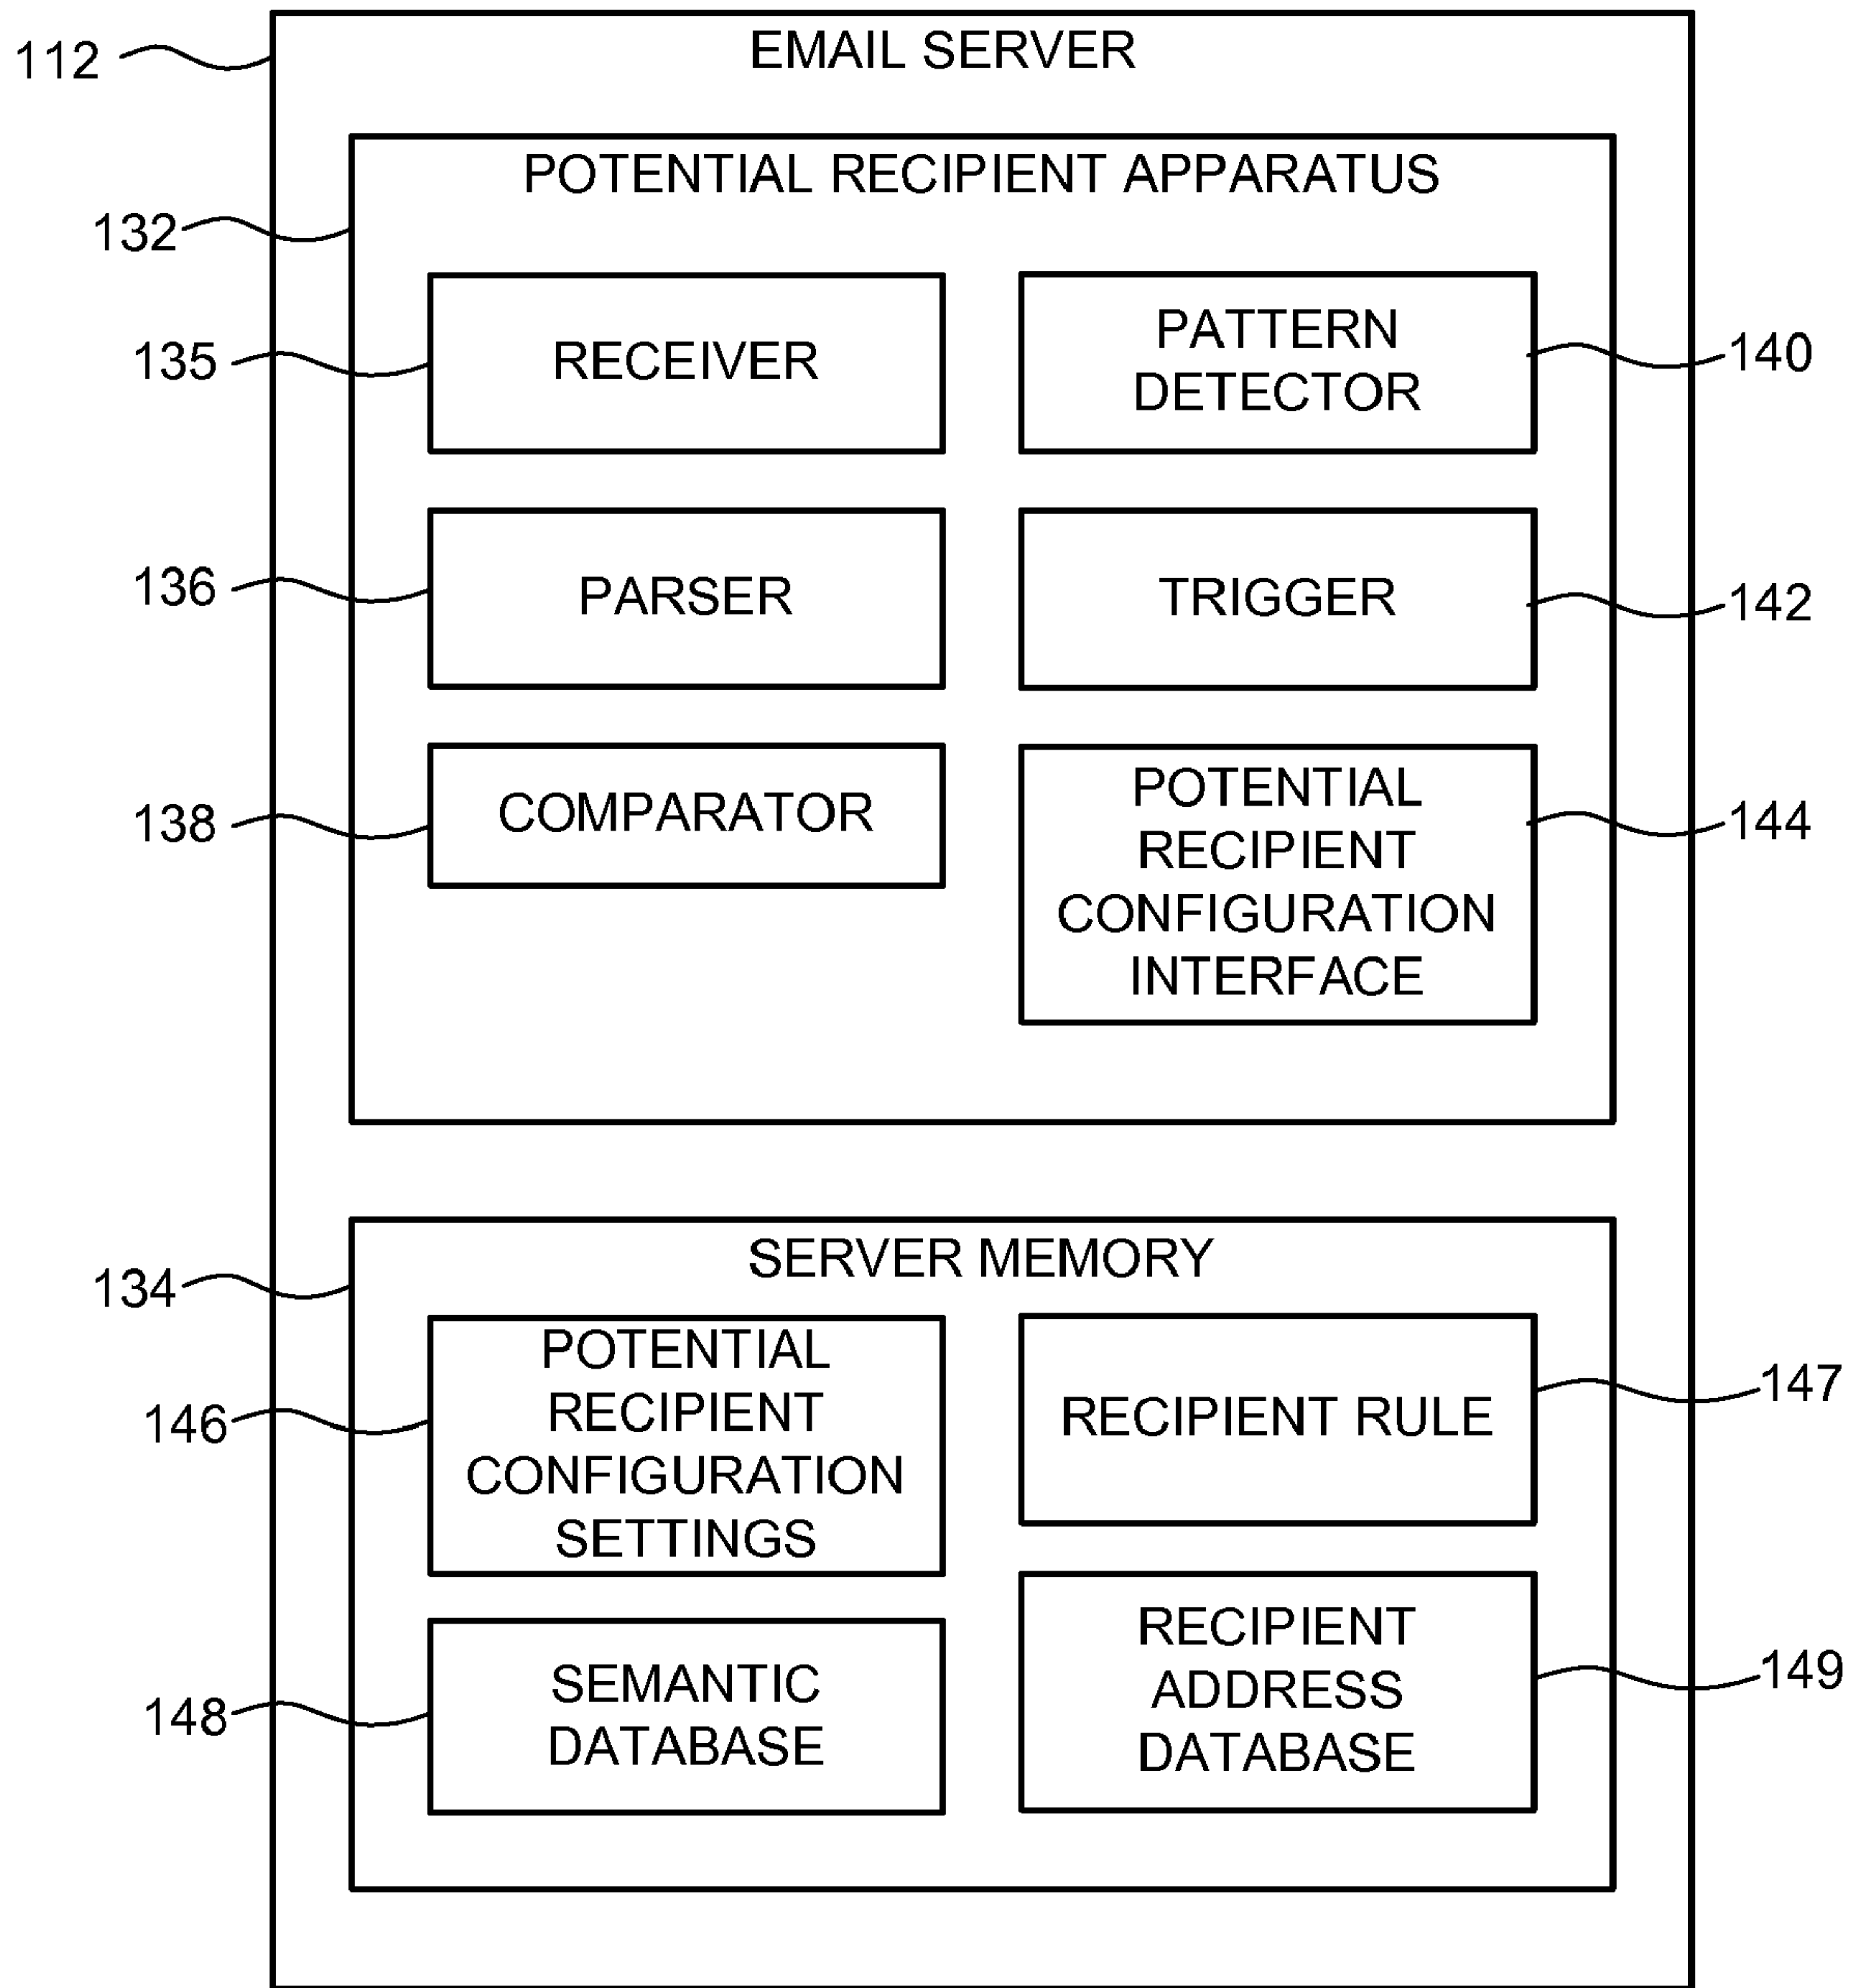 EMAIL SERVER
112
POTENTIAL RECIPIENT APPARATUS
132
RECEIVER
135
PATTERN
DETECTOR
140
PARSER
136
TRIGGER
142
COMPARATOR
138
POTENTIAL
RECIPIENT
CONFIGURATION
INTERFACE
144
SERVER MEMORY
134
POTENTIAL
RECIPIENT
CONFIGURATION
SETTINGS
146
RECIPIENT RULE
147
SEMANTIC
DATABASE
148
RECIPIENT
ADDRESS
DATABASE
149